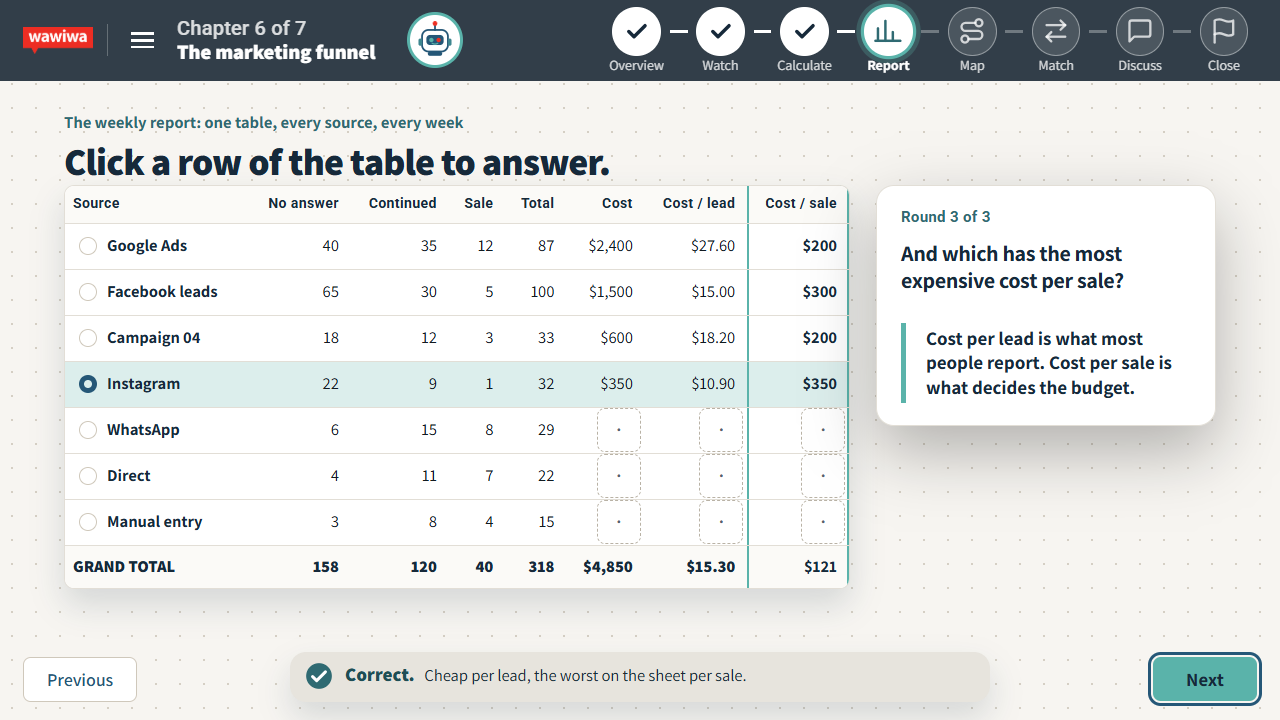 wawiwa
Chapter 6 of 7
The marketing funnel
Overview
Watch
Calculate
Report
Map
Match
Discuss
Close
The weekly report: one table, every source, every week
Click a row of the table to answer.
Source No answer Continued Sale Total Cost Cost / lead Cost / sale
Google Ads 40 35 12 87 $2,400 $27.60 $200
Facebook leads 65 30 5 100 $1,500 $15.00 $300
Campaign 04 18 12 3 33 $600 $18.20 $200
Instagram 22 9 1 32 $350 $10.90 $350
WhatsApp 6 15 8 29 · · ·
Direct 4 11 7 22 · · ·
Manual entry 3 8 4 15 · · ·
GRAND TOTAL 158 120 40 318 $4,850 $15.30 $121
Round 3 of 3
And which has the most
expensive cost per sale?
Cost per lead is what most
people report. Cost per sale is
what decides the budget.
Previous
Correct. Cheap per lead, the worst on the sheet per sale.
Next